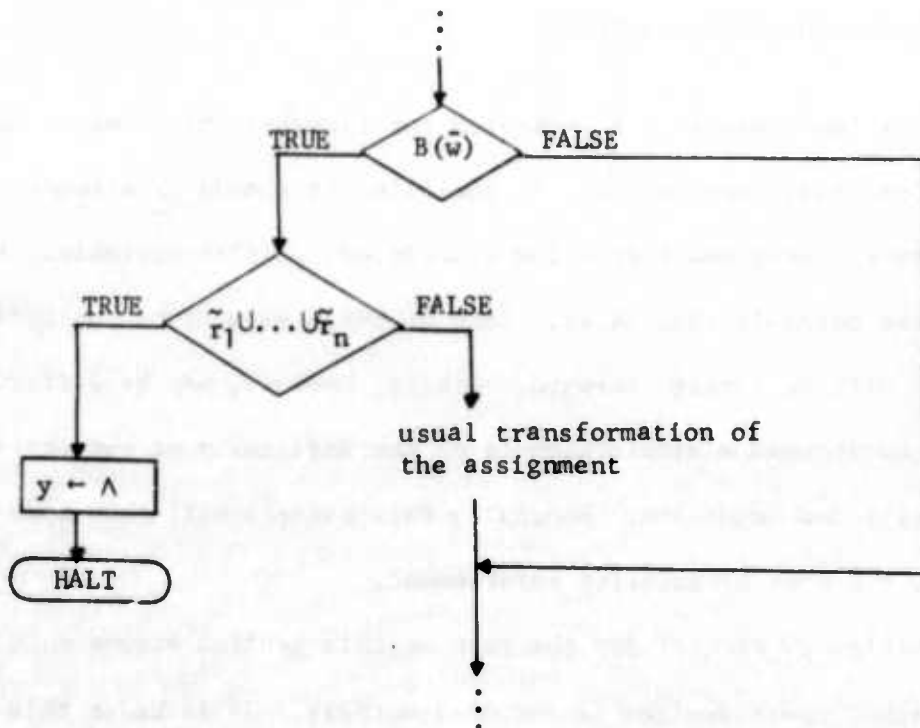 TRUE
B(w̄)
FALSE
TRUE
r̃₁ ∪...∪ r̃ₙ
FALSE
usual transformation of
the assignment
y ← Λ
HALT